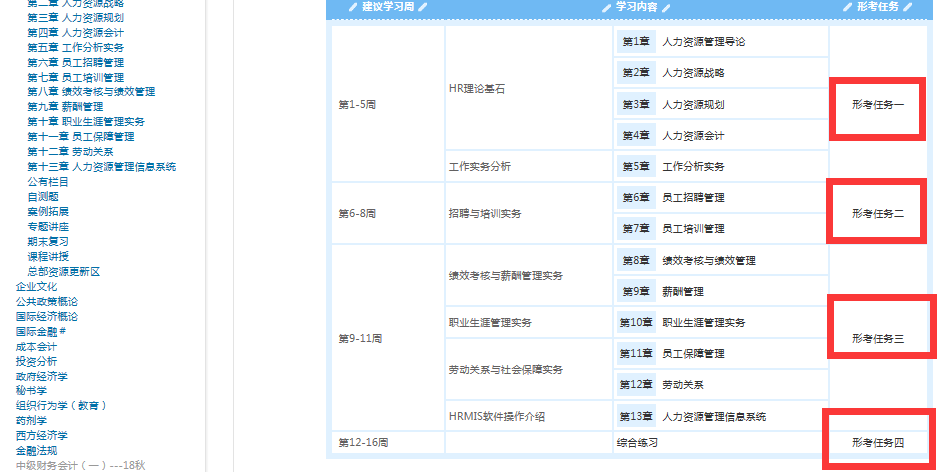 第二章 人力资源战略
第三章 人力资源规划
第四章 人力资源会计
第五章 工作分析实务
第六章 员工招聘管理
第七章 员工培训管理
第八章 绩效考核与绩效管理
第九章 薪酬管理
第十章 职业生涯管理实务
第十一章 员工保障管理
第十二章 劳动关系
第十三章 人力资源管理信息系统
公有栏目
自测题
案例拓展
专题讲座
期末复习
课程讲授
总部资源更新区
企业文化
公共政策概论
国际经济概论
国际金融#
成本会计
投资分析
政府经济学
秘书学
组织行为学（教育）
药剂学
西方经济学
金融法规
中级财务会计（一）---18秋
建议学习周 学习内容 形考任务
第1-5周 HR理论基石 第1章 人力资源管理导论 形考任务一
第2章 人力资源战略
第3章 人力资源规划
第4章 人力资源会计
工作实务分析 第5章 工作分析实务
第6-8周 招聘与培训实务 第6章 员工招聘管理 形考任务二
第7章 员工培训管理
第9-11周 绩效考核与薪酬管理实务 第8章 绩效考核与绩效管理 形考任务三
第9章 薪酬管理
职业生涯管理实务 第10章 职业生涯管理实务
劳动关系与社会保障实务 第11章 员工保障管理
第12章 劳动关系
HRMIS软件操作介绍 第13章 人力资源管理信息系统
第12-16周 综合练习 形考任务四